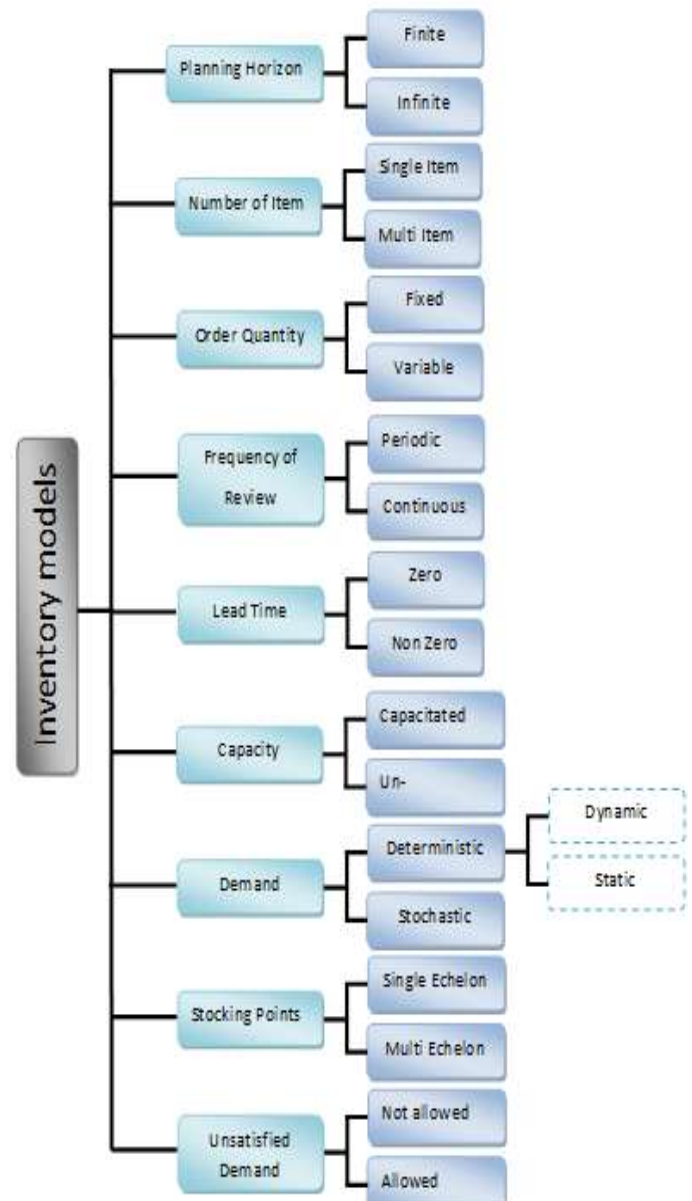 Inventory models
Planning Horizon
Finite
Infinite
Number of Item
Single Item
Multi Item
Order Quantity
Fixed
Variable
Frequency of
Review
Periodic
Continuous
Lead Time
Zero
Non Zero
Capacity
Capacitated
Un-
Demand
Deterministic
Dynamic
Static
Stochastic
Stocking Points
Single Echelon
Multi Echelon
Unsatisfied
Demand
Not allowed
Allowed